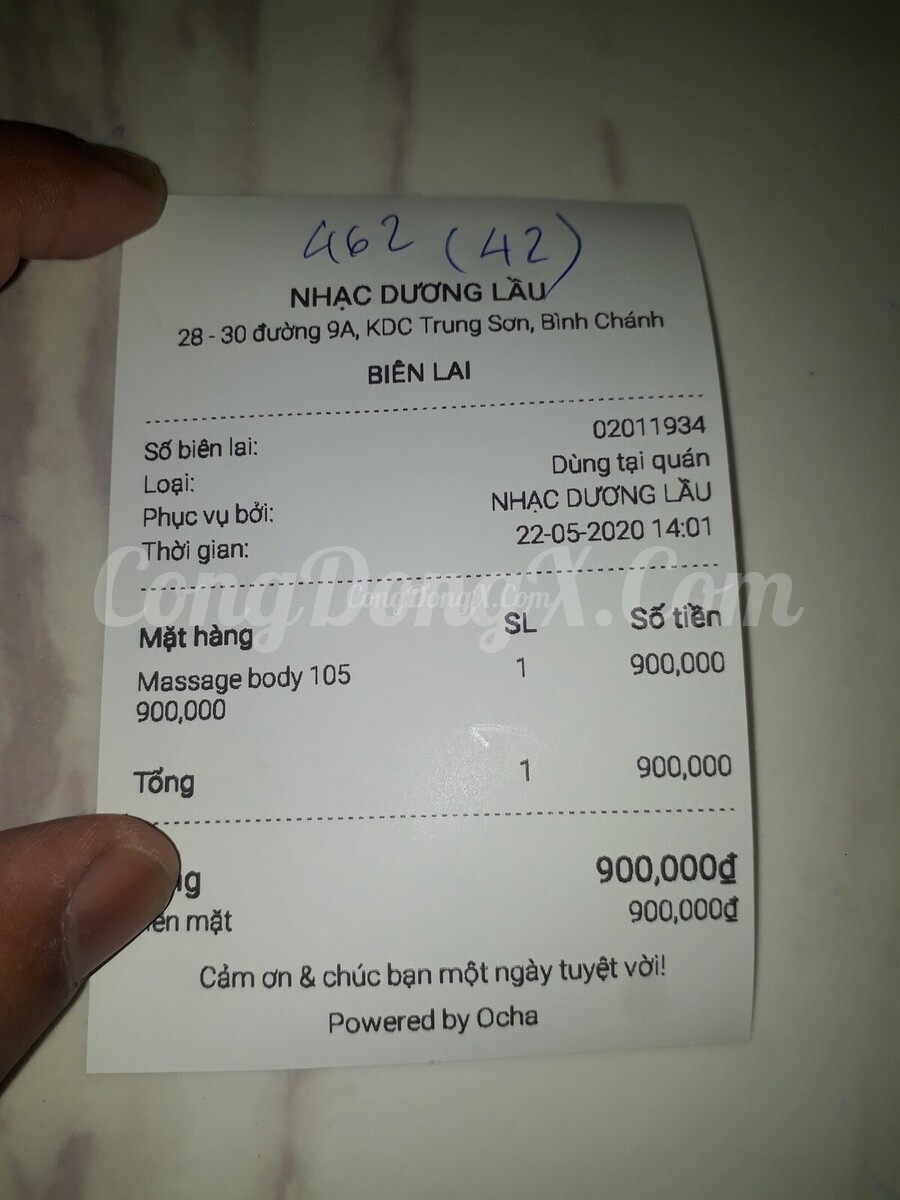 462 (42)
NHẠC DƯƠNG LẦU
28 - 30 đường 9A, KDC Trung Sơn, Bình Chánh
BIÊN LAI
Số biên lai: 02011934
Loại: Dùng tại quán
Phục vụ bởi: NHẠC DƯƠNG LẦU
Thời gian: 22-05-2020 14:01
CongDongX.Com
CongDongX.Com
Mặt hàng SL Số tiền
Massage body 105 1 900,000
900,000
Tổng 1 900,000
900,000₫
mặt 900,000₫
Cảm ơn & chúc bạn một ngày tuyệt vời!
Powered by Ocha